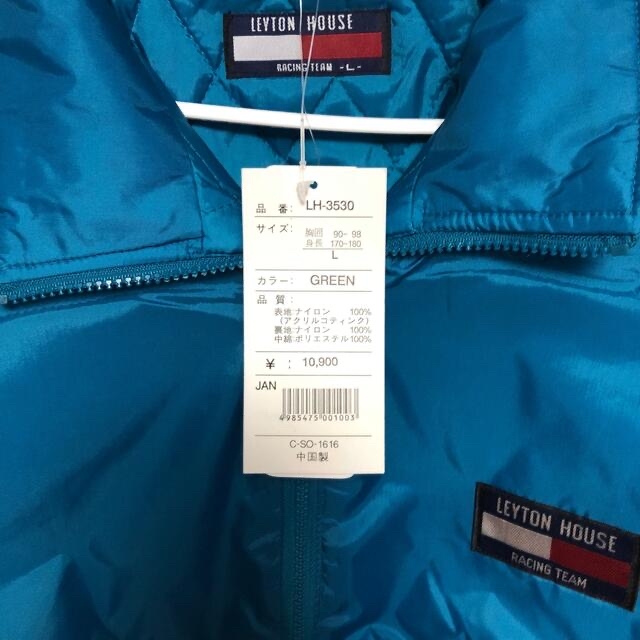 LEYTON HOUSE
RACING TEAM -L-
品 番: LH-3530
サイズ: 胸囲 90- 98
身長 170-180
L
カラー: GREEN
品 質:
表地:ナイロン 100%
(アクリルコティンク)
裏地:ナイロン 100%
中綿:ポリエステル100%
¥ : 10,900
JAN
4985475001003
C-SO-1616
中国製
LEYTON HOUSE
RACING TEAM